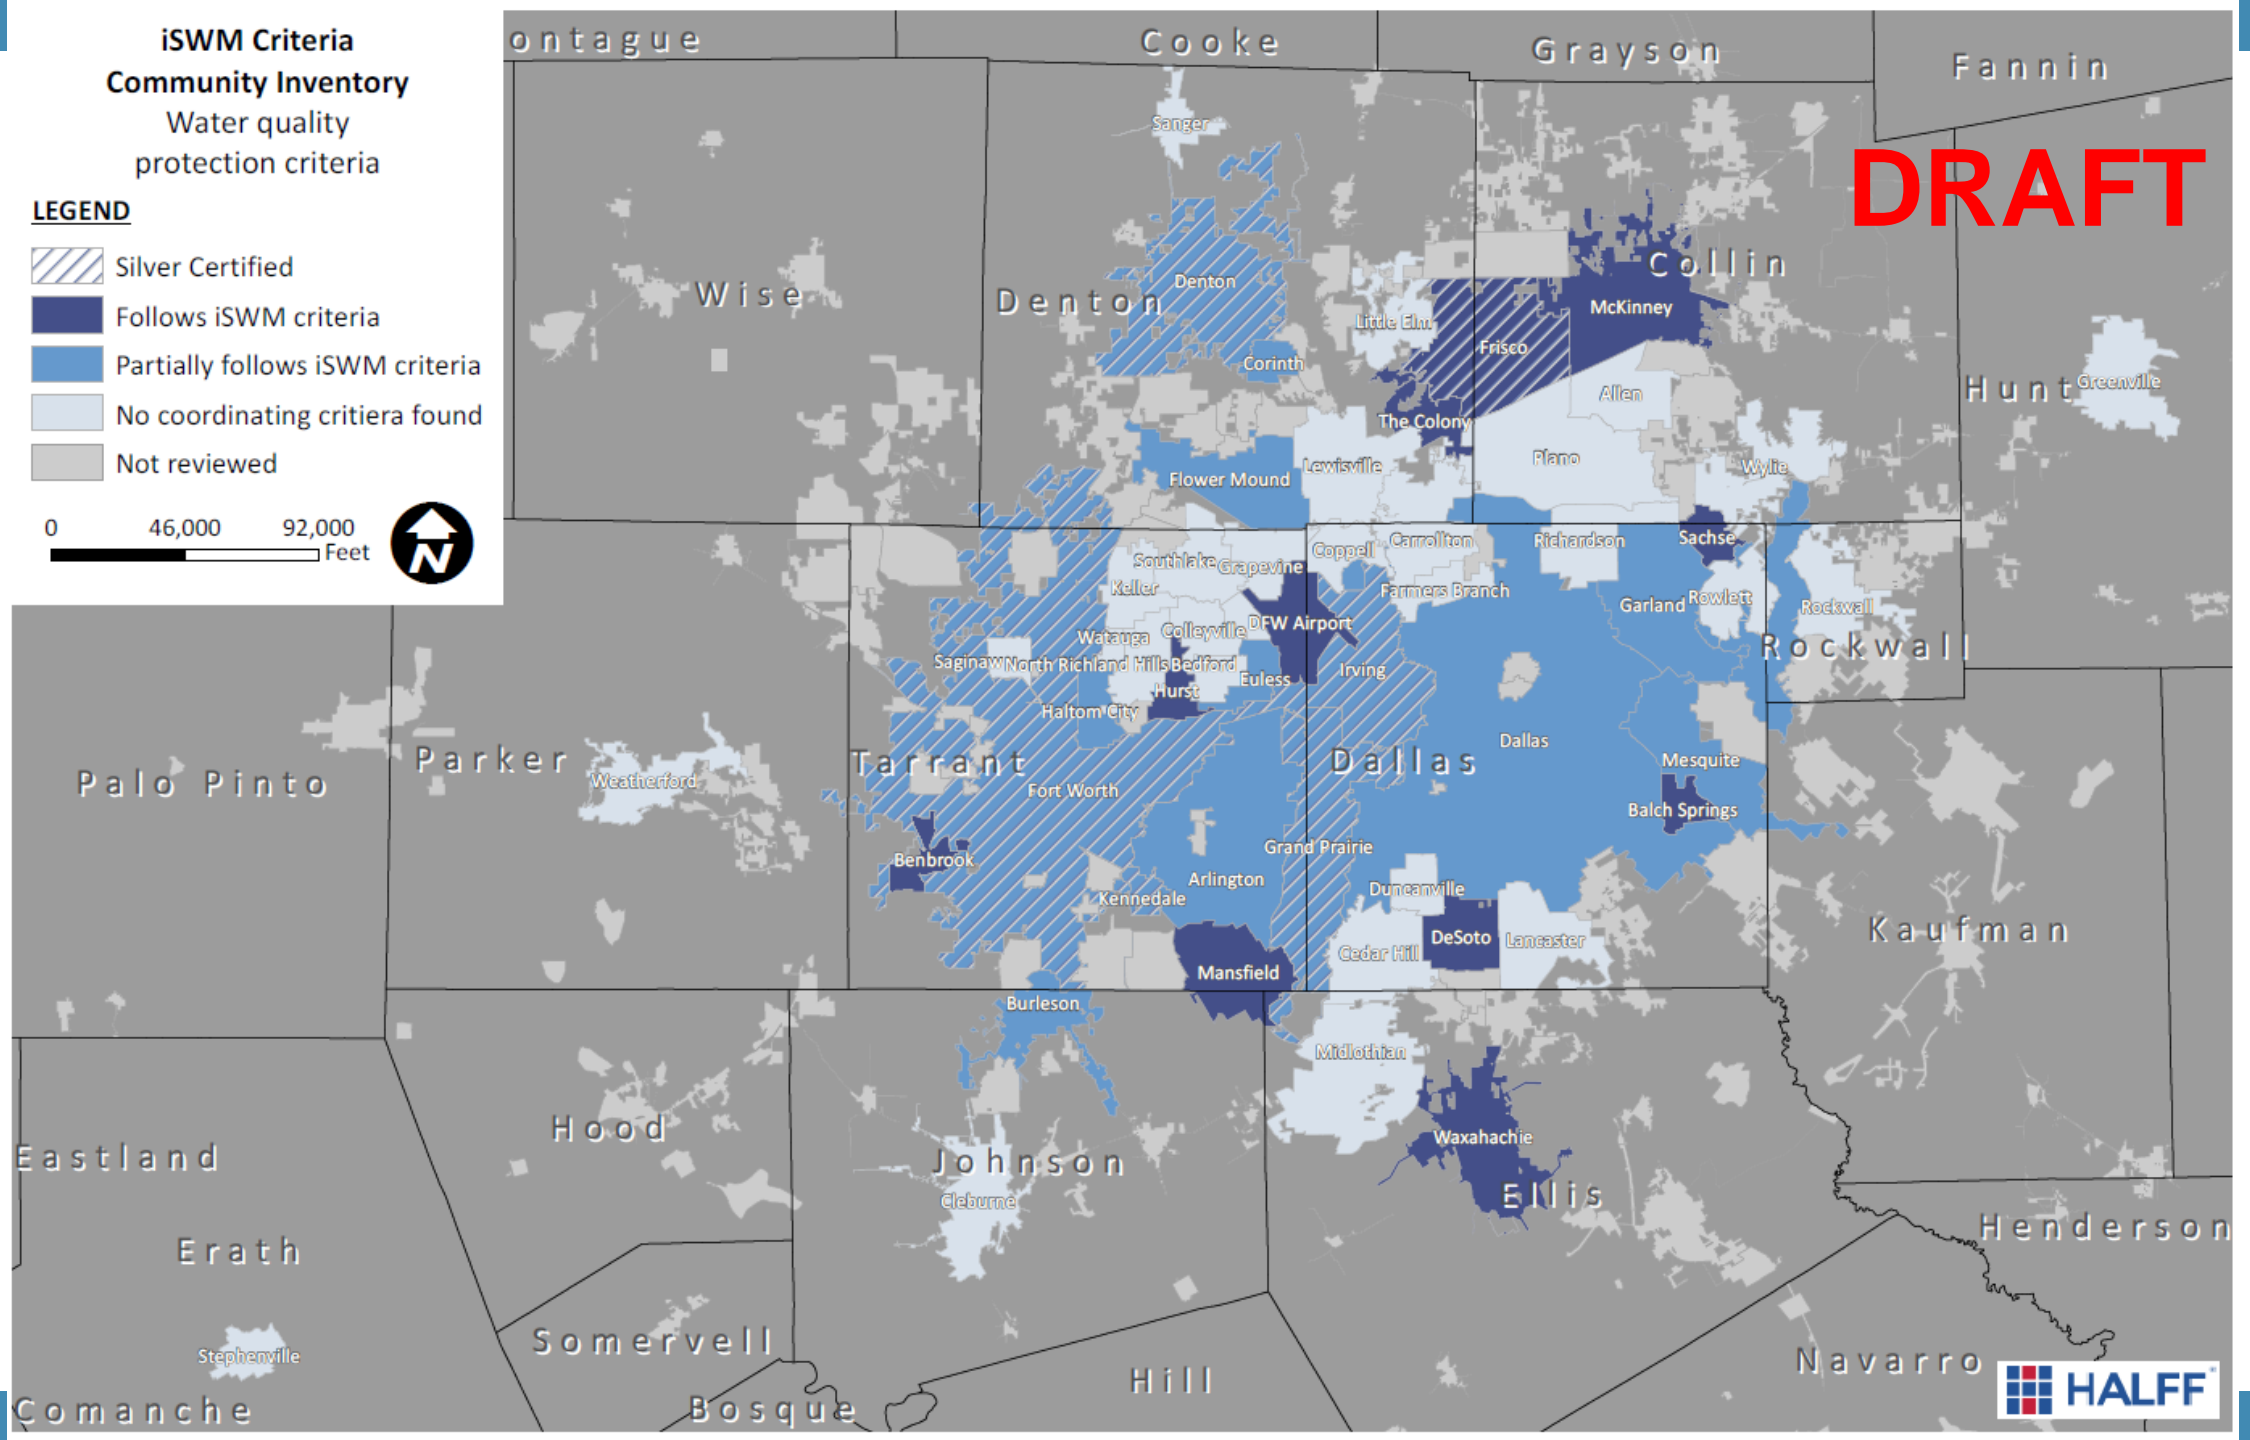 iSWM Criteria
Community Inventory
Water quality
protection criteria
LEGEND
Silver Certified
Follows iSWM criteria
Partially follows iSWM criteria
No coordinating critiera found
Not reviewed
0 46,000 92,000
Feet
N
DRAFT
ontague
Cooke
Grayson
Fannin
Sanger
Collin
Denton
Wise
Denton
McKinney
Little Elm
Frisco
Corinth
Allen
Hunt
Greenville
The Colony
Plano
Lewisville
Wylie
Flower Mound
Southlake
Grapevine
Coppell
Carrollton
Richardson
Sachse
Keller
Farmers Branch
Garland
Rowlett
Rockwall
Watauga
Colleyville
DFW Airport
Rockwall
Saginaw
North Richland Hills
Bedford
Euless
Irving
Hurst
Haltom City
Dallas
Parker
Tarrant
Dallas
Mesquite
Palo Pinto
Weatherford
Fort Worth
Balch Springs
Benbrook
Grand Prairie
Arlington
Duncanville
Kennedale
Kaufman
DeSoto
Lancaster
Cedar Hill
Mansfield
Burleson
Midlothian
Hood
Waxahachie
Eastland
Johnson
Ellis
Cleburne
Henderson
Erath
Somervell
Stephenville
Navarro
Hill
HALFF
Comanche
Bosque